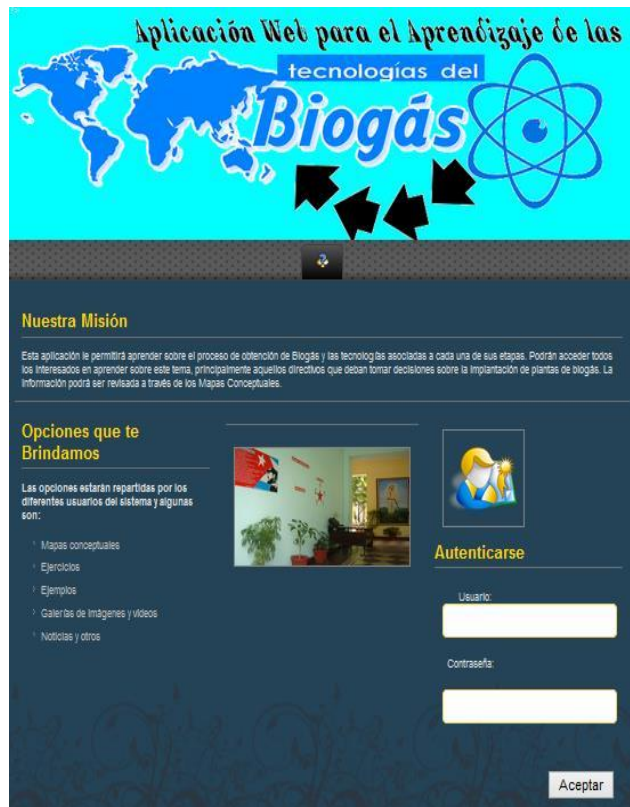 Aplicación Web para el Aprendizaje de las
tecnologías del
Biogás
Nuestra Misión
Esta aplicación le permitirá aprender sobre el proceso de obtención de Biogás y las tecnologías asociadas a cada una de sus etapas. Podrán acceder todos
los interesados en aprender sobre este tema, principalmente aquellos directivos que deban tomar decisiones sobre la implantación de plantas de biogás. La
información podrá ser revisada a través de los Mapas Conceptuales.
Opciones que te
Brindamos
Las opciones estarán repartidas por los
diferentes usuarios del sistema y algunas
son:
Mapas conceptuales
Ejercicios
Ejemplos
Galerías de imágenes y videos
Noticias y otros
Autenticarse
Usuario:
Contraseña:
Aceptar